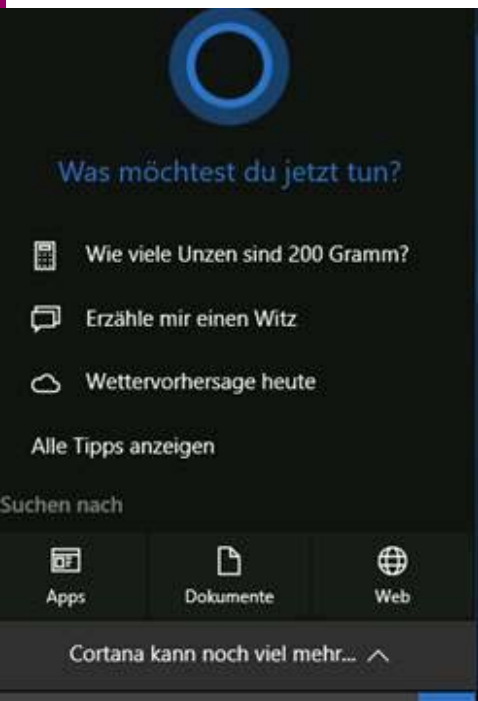 Was möchtest du jetzt tun?
Wie viele Unzen sind 200 Gramm?
Erzähle mir einen Witz
Wettervorhersage heute
Alle Tipps anzeigen
Suchen nach
Apps
Dokumente
Web
Cortana kann noch viel mehr...